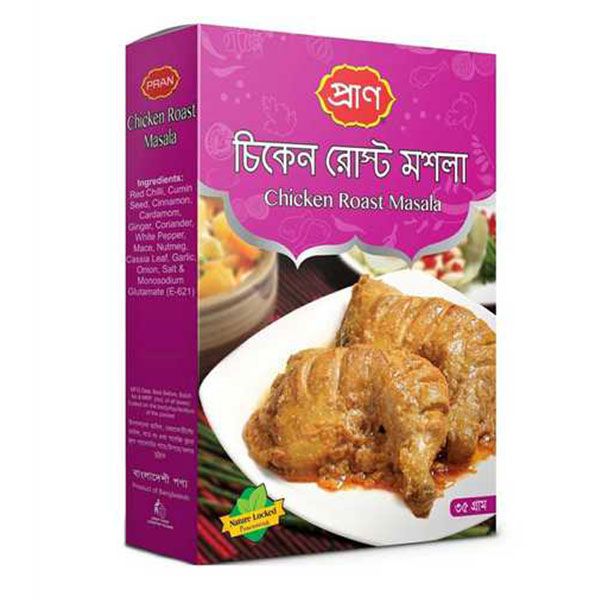 PRAN
Chicken Roast
Masala
Ingredients:
Red Chilli, Cumin
Seed, Cinnamon,
Cardamom,
Ginger, Coriander,
White Pepper,
Mace, Nutmeg,
Cassia Leaf, Garlic,
Onion, Salt &
Monosodium
Glutamate (E-621)
বাংলাদেশী পণ্য
Product of Bangladesh
প্রাণ
চিকেন রোস্ট মশলা
Chicken Roast Masala
Nature Locked
৩৫ গ্রাম